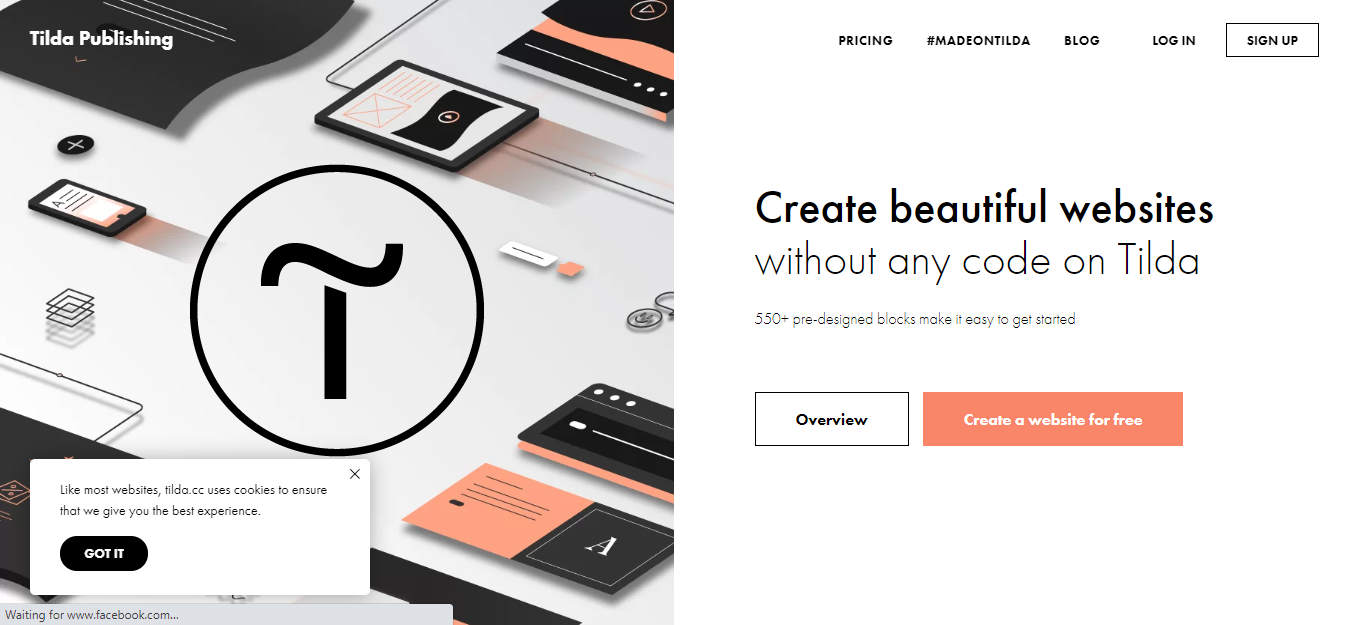 Tilda Publishing
PRICING
#MADEONTILDA
BLOG
LOG IN
SIGN UP
Create beautiful websites
without any code on Tilda
550+ pre-designed blocks make it easy to get started
Overview
Create a website for free
A
A
Like most websites, tilda.cc uses cookies to ensure
that we give you the best experience.
GOT IT
Waiting for www.facebook.com...